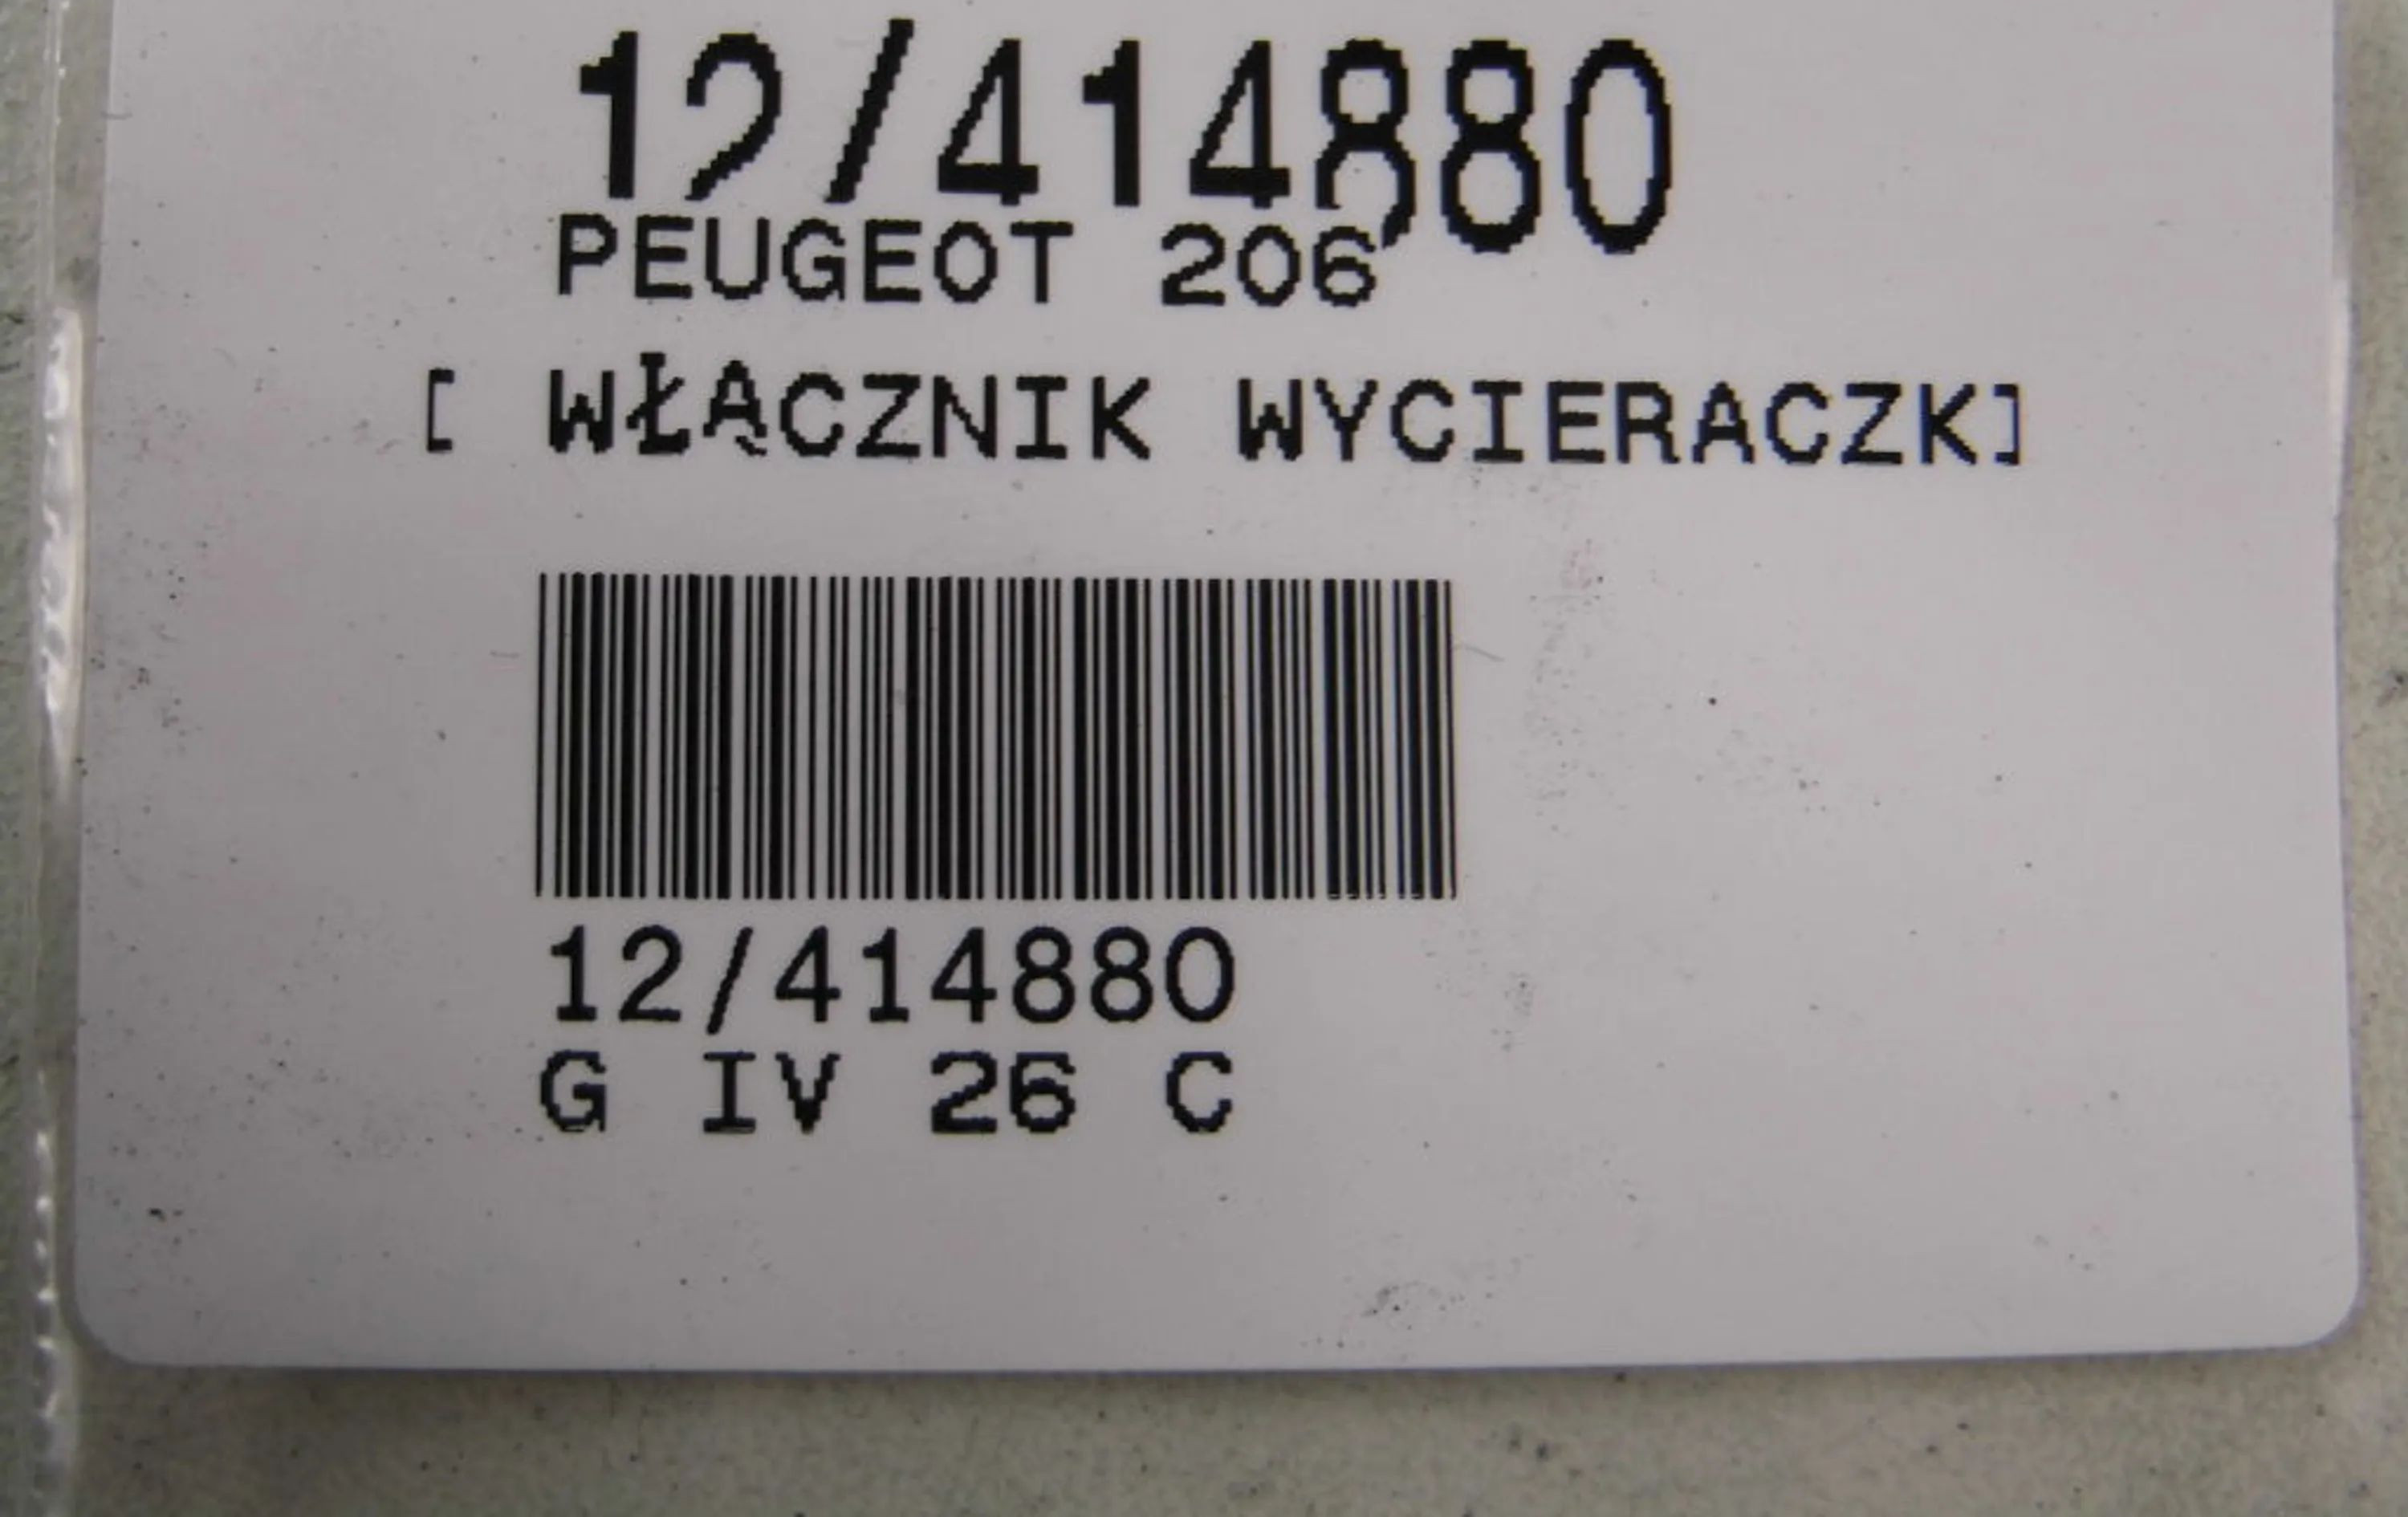 12/414880
PEUGEOT 206
[ WŁĄCZNIK WYCIERACZK]
12/414880
G IV 26 C